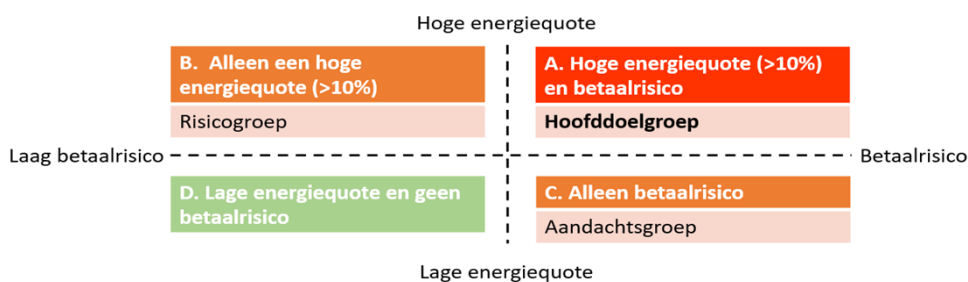 Hoge energiequote
B. Alleen een hoge
energiequote (>10%)
Risicogroep
A. Hoge energiequote (>10%)
en betaalrisico
Hoofddoelgroep
Laag betaalrisico
Betaalrisico
D. Lage energiequote en geen
betaalrisico
C. Alleen betaalrisico
Aandachtsgroep
Lage energiequote